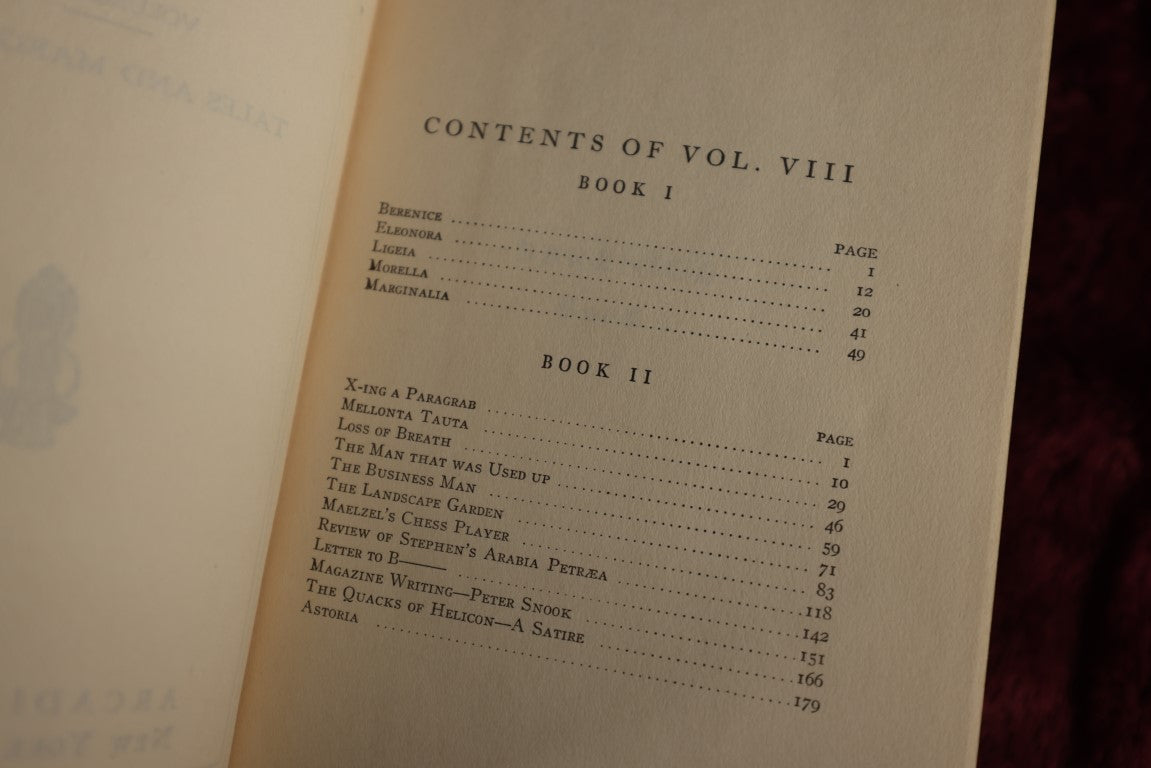 CONTENTS OF VOL. VIII
BOOK I
PAGE
Berenice ........ 1
Eleonora ........ 12
Ligeia ........ 20
Morella ........ 41
Marginalia ........ 49
BOOK II
PAGE
X-ing a Paragrab ........ 1
Mellonta Tauta ........ 10
Loss of Breath ........ 29
The Man that was Used up ........ 46
The Business Man ........ 59
The Landscape Garden ........ 71
Maelzel's Chess Player ........ 83
Review of Stephen's Arabia Petræa ........ 118
Letter to B—— ........ 142
Magazine Writing—Peter Snook ........ 151
The Quacks of Helicon—A Satire ........ 166
Astoria ........ 179